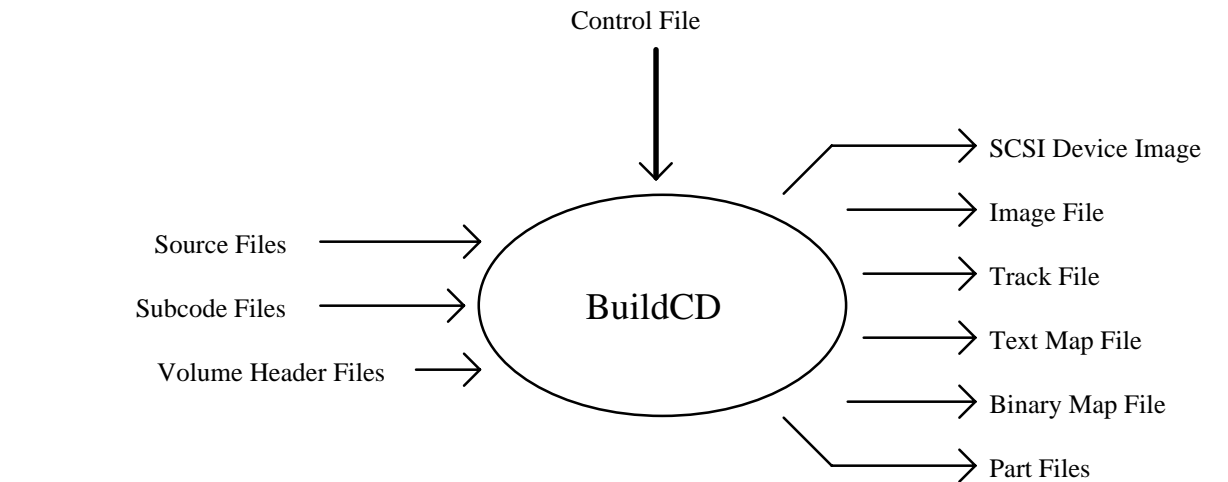 Control File
Source Files
Subcode Files
Volume Header Files
BuildCD
SCSI Device Image
Image File
Track File
Text Map File
Binary Map File
Part Files